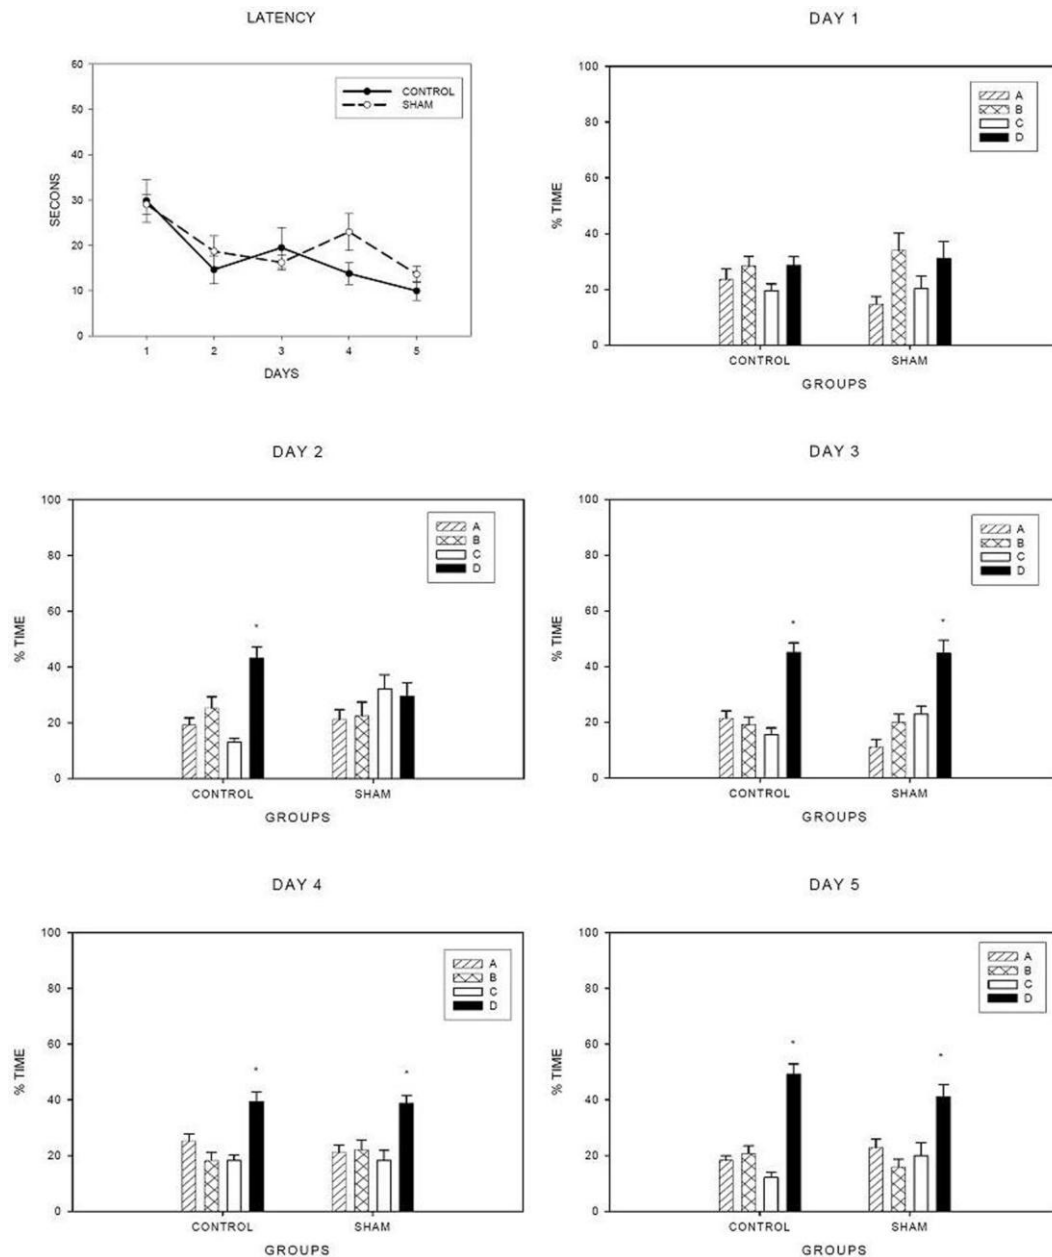 LATENCY
60
50
40
30
20
10
0
SECONS
CONTROL
SHAM
1 2 3 4 5
DAYS
DAY 1
100
80
60
40
20
0
% TIME
A
B
C
D
CONTROL SHAM
GROUPS
DAY 2
100
80
60
40
20
0
% TIME
A
B
C
D
*
CONTROL SHAM
GROUPS
DAY 3
100
80
60
40
20
0
% TIME
A
B
C
D
* *
CONTROL SHAM
GROUPS
DAY 4
100
80
60
40
20
0
% TIME
A
B
C
D
* *
CONTROL SHAM
GROUPS
DAY 5
100
80
60
40
20
0
% TIME
A
B
C
D
* *
CONTROL SHAM
GROUPS